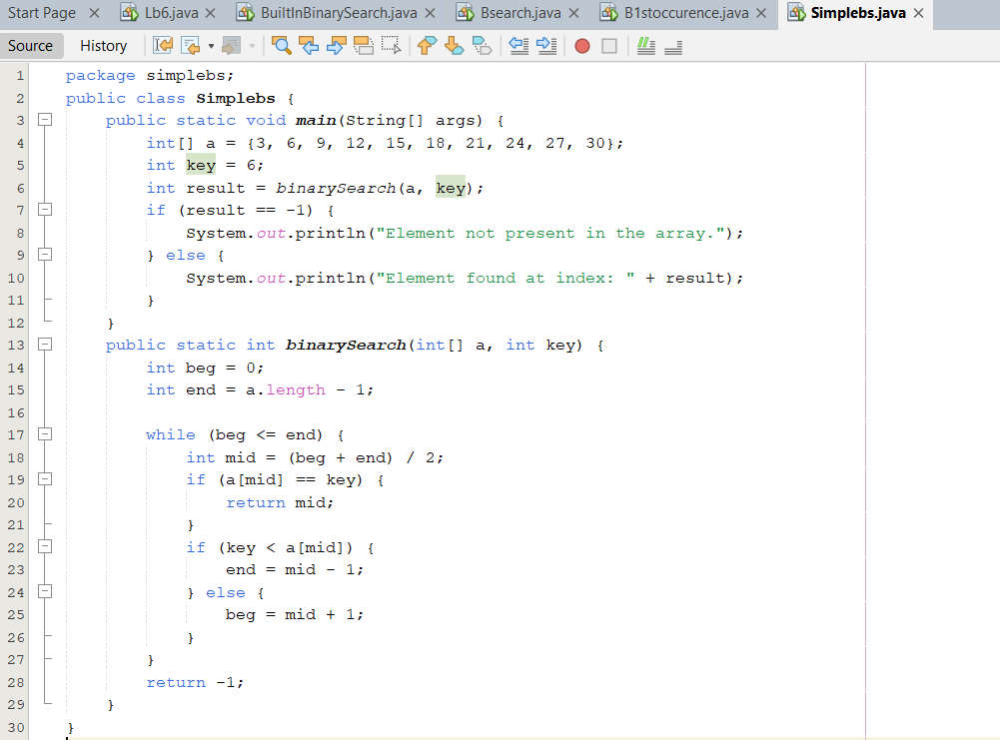 Start Page Lb6.java BuiltInBinarySearch.java Bsearch.java B1stoccurence.java Simplebs.java
Source History
1 package simplebs;
2 public class Simplebs {
3     public static void main(String[] args) {
4         int[] a = {3, 6, 9, 12, 15, 18, 21, 24, 27, 30};
5         int key = 6;
6         int result = binarySearch(a, key);
7         if (result == -1) {
8             System.out.println("Element not present in the array.");
9         } else {
10             System.out.println("Element found at index: " + result);
11         }
12     }
13     public static int binarySearch(int[] a, int key) {
14         int beg = 0;
15         int end = a.length - 1;
16
17         while (beg <= end) {
18             int mid = (beg + end) / 2;
19             if (a[mid] == key) {
20                 return mid;
21             }
22             if (key < a[mid]) {
23                 end = mid - 1;
24             } else {
25                 beg = mid + 1;
26             }
27         }
28         return -1;
29     }
30 }